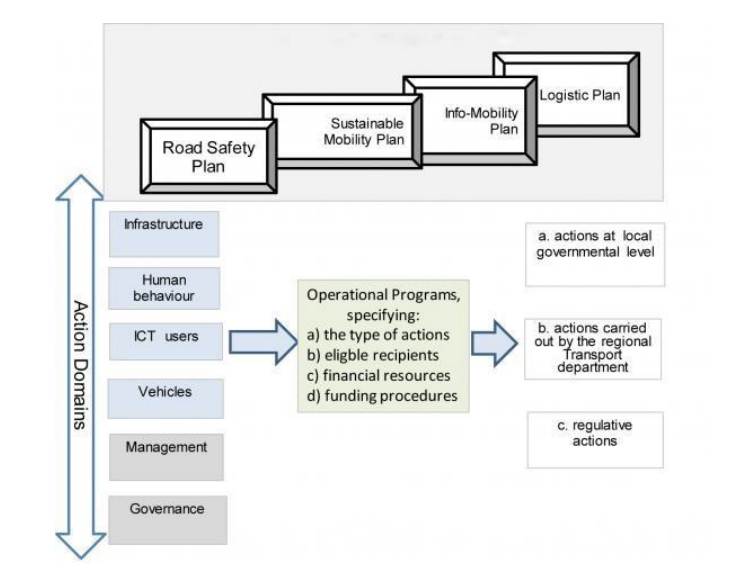 Road Safety
Plan
Sustainable
Mobility Plan
Info-Mobility
Plan
Logistic Plan
Action Domains
Infrastructure
Human
behaviour
ICT users
Vehicles
Management
Governance
Operational Programs,
specifying:
a) the type of actions
b) eligble recipients
c) financial resources
d) funding procedures
a. actions at local
governmental level
b. actions carried
out by the regional
Transport
department
c. regulative
actions